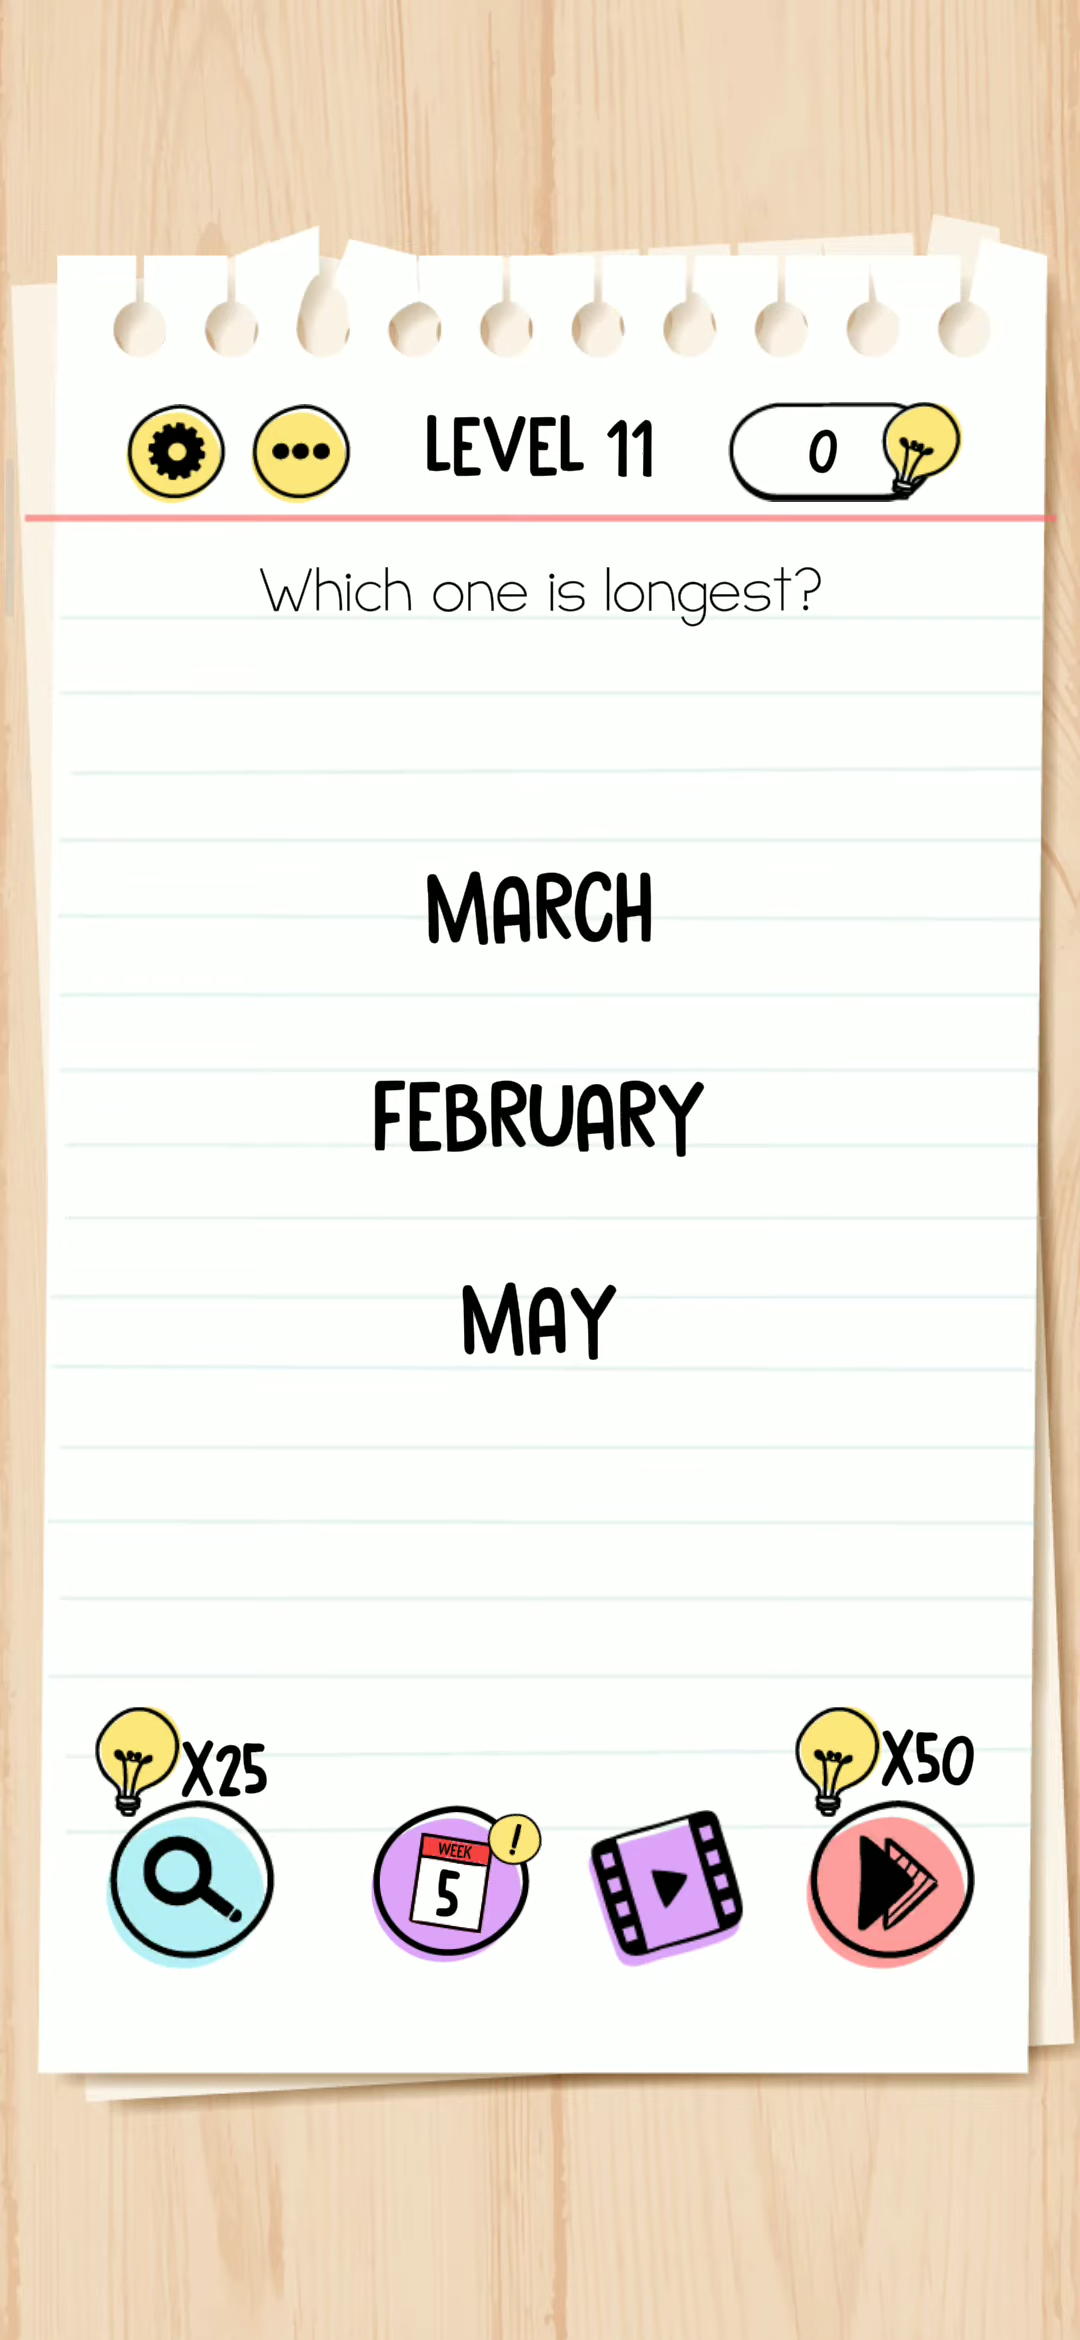 LEVEL 11
0
Which one is longest?
MARCH
FEBRUARY
MAY
X25
X50
WEEK
5
!